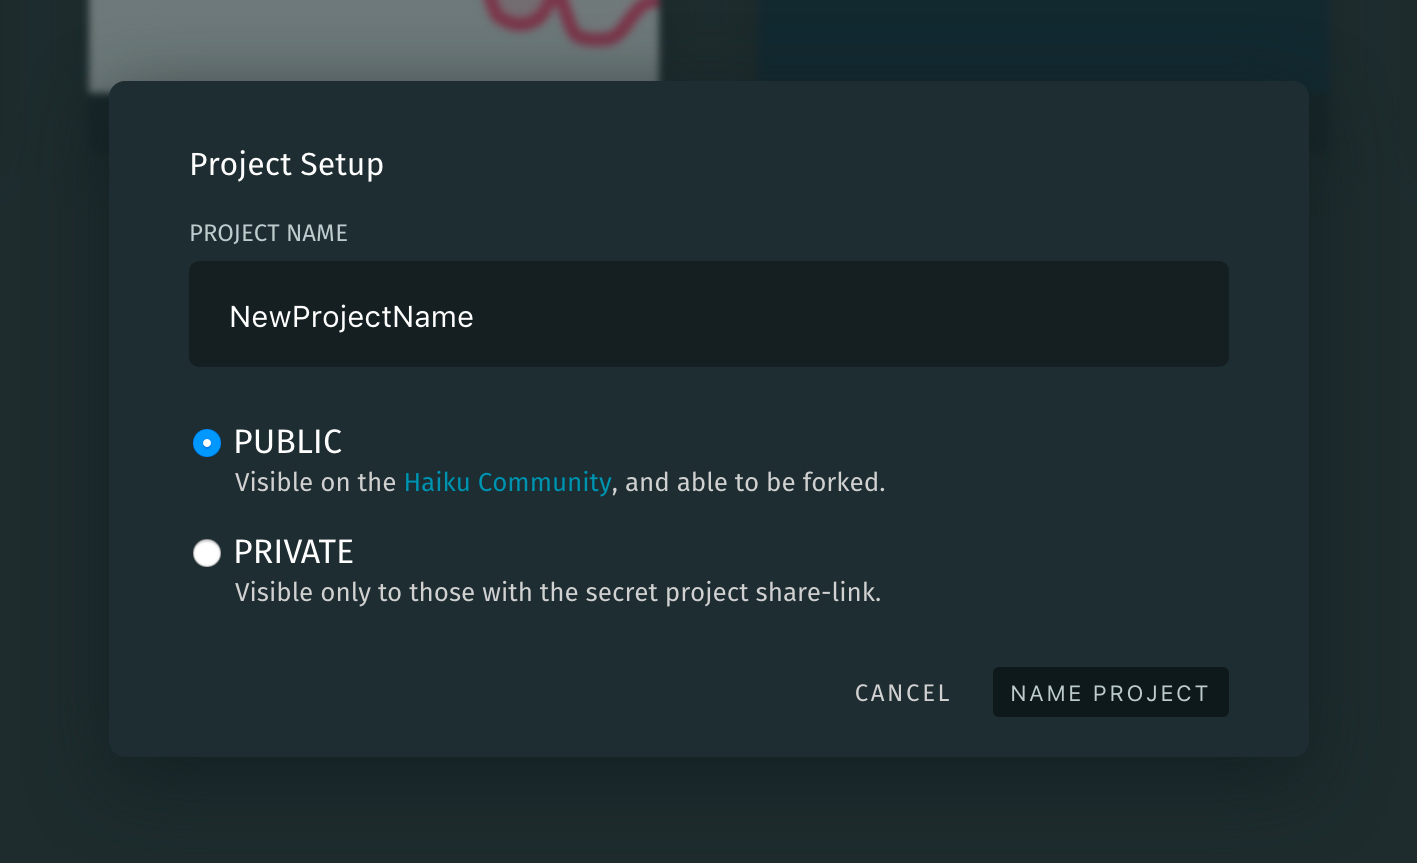 Project Setup
PROJECT NAME
NewProjectName
PUBLIC
Visible on the Haiku Community, and able to be forked.
PRIVATE
Visible only to those with the secret project share-link.
CANCEL NAME PROJECT